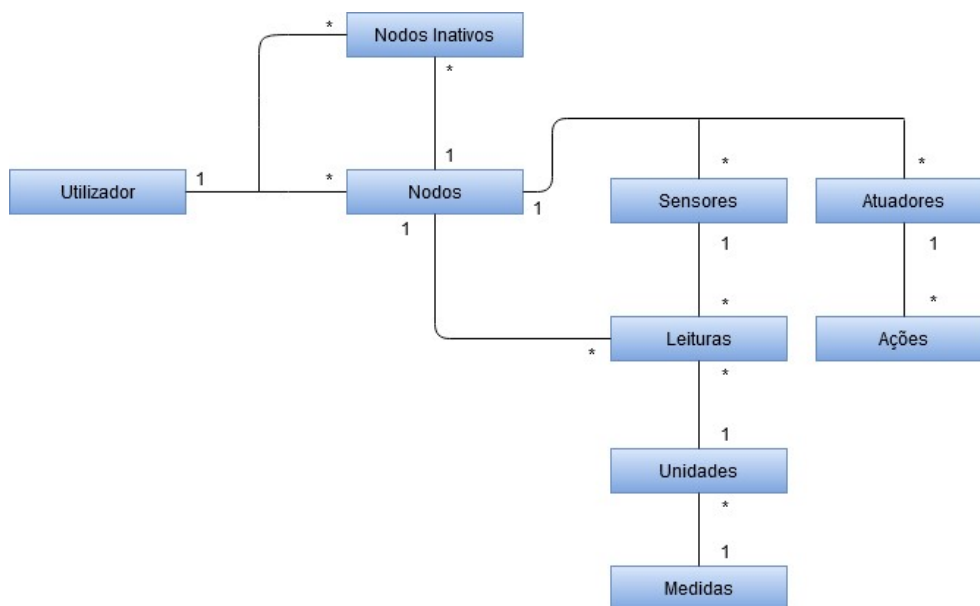 *
Nodos Inativos
*
1
Utilizador
1
*
Nodos
1
1
*
Sensores
1
*
Atuadores
1
*
*
Leituras
*
Ações
*
1
Unidades
*
1
Medidas